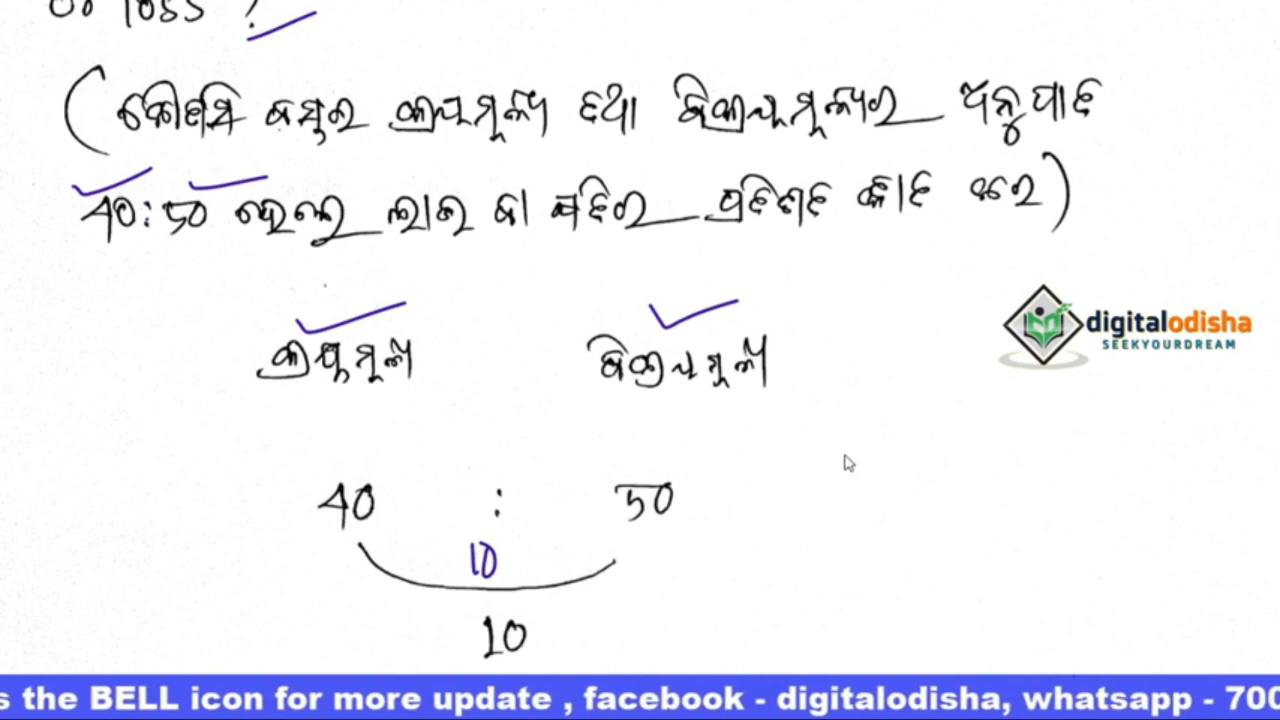 or loss ?
( କୌଣସି ବସ୍ତୁର କ୍ରୟମୂଲ୍ୟ ତଥା ବିକ୍ରୟମୂଲ୍ୟର ଅନୁପାତ
40:50 ହେଲେ ଲାଭ ବା କ୍ଷତିର ପ୍ରତିଶତ ସ୍ଥିର କର )
କ୍ରୟମୂଲ୍ୟ ବିକ୍ରୟମୂଲ୍ୟ
digitalodisha
SEEKYOURDREAM
40 : 50
10
10
s the BELL icon for more update , facebook - digitalodisha, whatsapp - 700